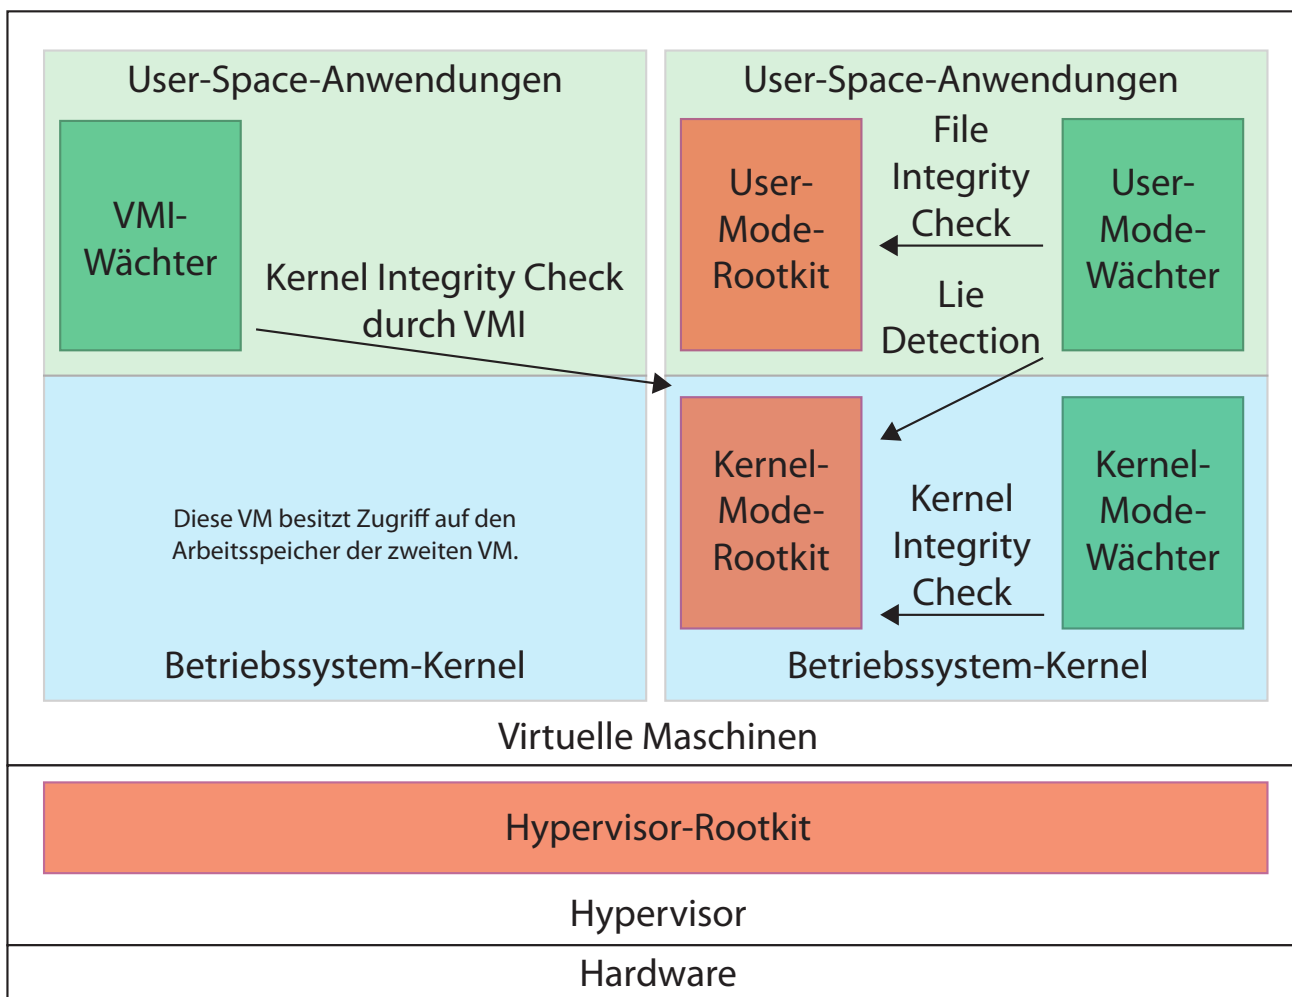 User-Space-Anwendungen
VMI-
Wächter
Kernel Integrity Check
durch VMI
Diese VM besitzt Zugriff auf den
Arbeitsspeicher der zweiten VM.
Betriebssystem-Kernel
User-Space-Anwendungen
User-
Mode-
Rootkit
File
Integrity
Check
User-
Mode-
Wächter
Lie
Detection
Kernel-
Mode-
Rootkit
Kernel
Integrity
Check
Kernel-
Mode-
Wächter
Betriebssystem-Kernel
Virtuelle Maschinen
Hypervisor-Rootkit
Hypervisor
Hardware